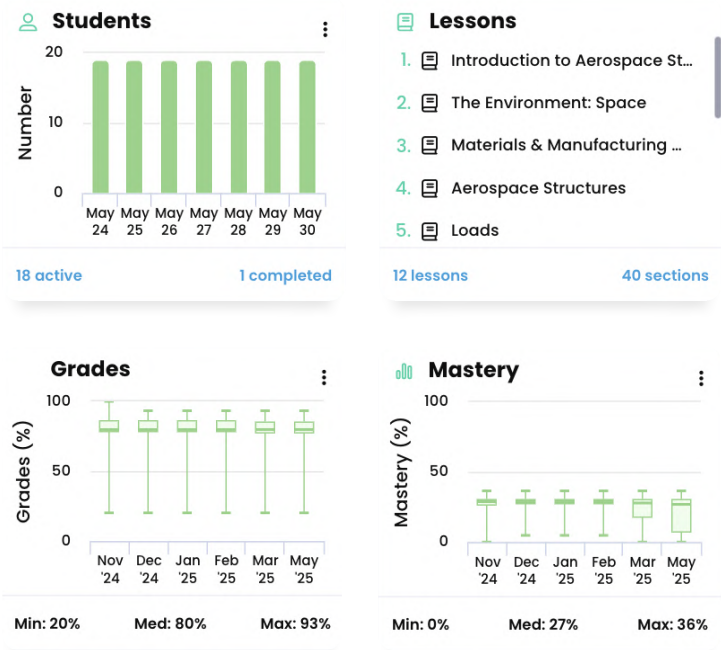 Students
20
10
0
Number
May 24
May 25
May 26
May 27
May 28
May 29
May 30
18 active
1 completed
Lessons
1. Introduction to Aerospace St...
2. The Environment: Space
3. Materials & Manufacturing ...
4. Aerospace Structures
5. Loads
12 lessons
40 sections
Grades
100
50
0
Grades (%)
Nov '24
Dec '24
Jan '25
Feb '25
Mar '25
May '25
Min: 20%
Med: 80%
Max: 93%
Mastery
100
50
0
Mastery (%)
Nov '24
Dec '24
Jan '25
Feb '25
Mar '25
May '25
Min: 0%
Med: 27%
Max: 36%